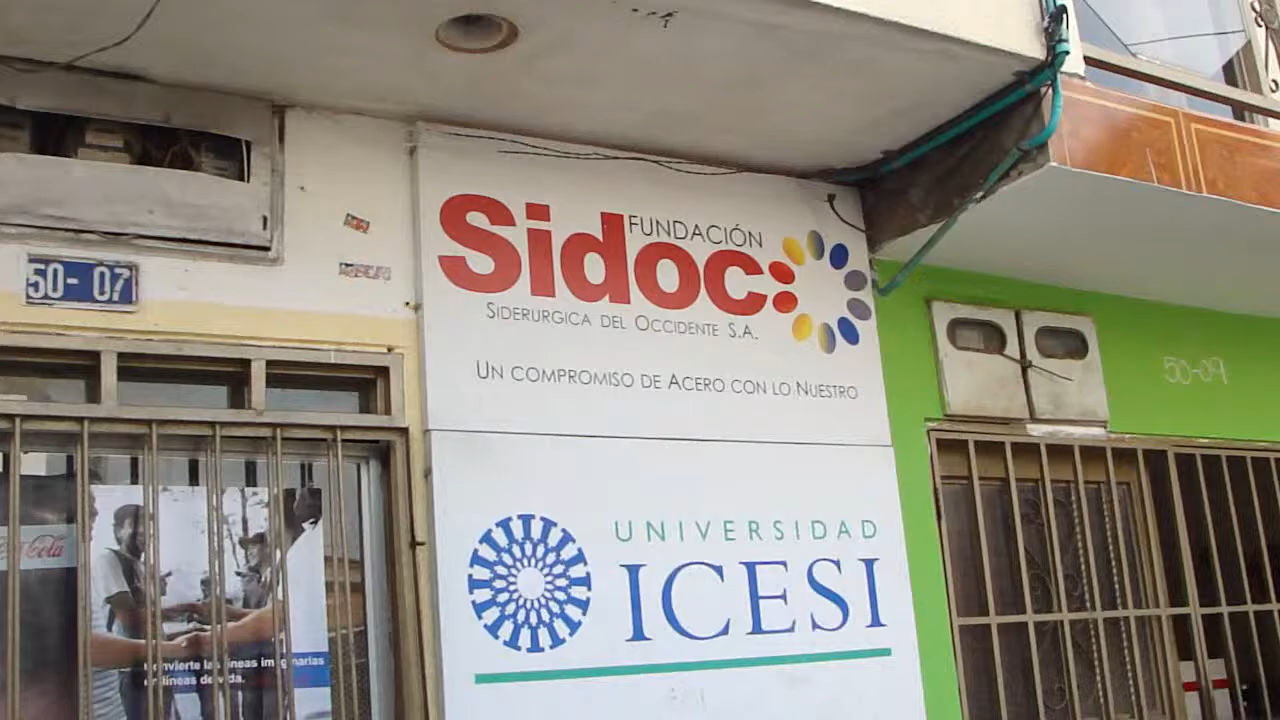 50- 07
FUNDACIÓN
Sidoc
SIDERURGICA DEL OCCIDENTE S.A.
UN COMPROMISO DE ACERO CON LO NUESTRO
50-09
UNIVERSIDAD
ICESI
Coca-Cola
Convierte las líneas imaginarias
en líneas de vida.